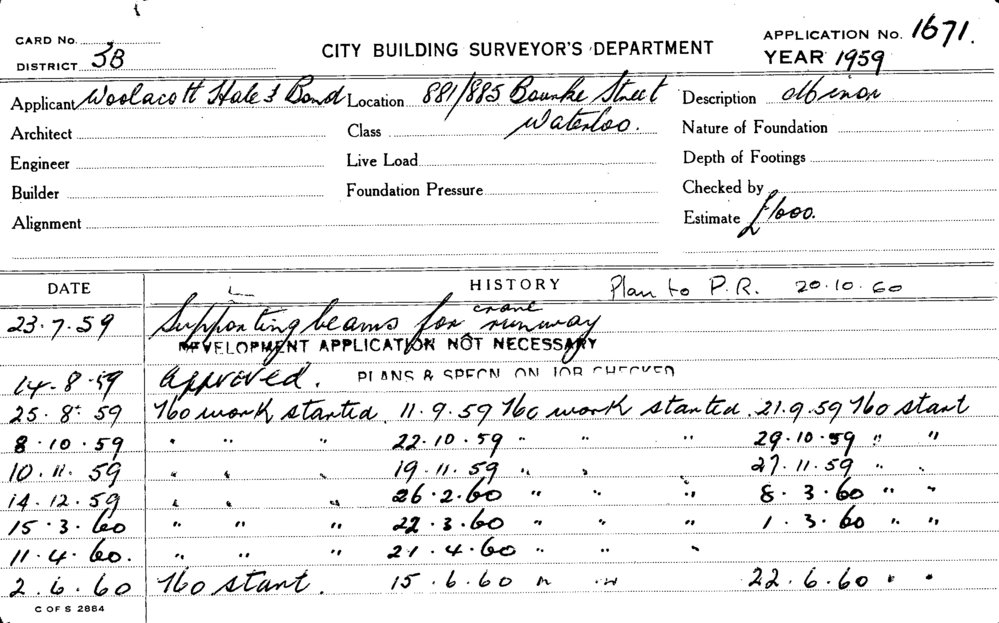 CARD No.
APPLICATION No. 1671.
DISTRICT 3B
CITY BUILDING SURVEYOR'S DEPARTMENT
YEAR 1959
Applicant Woolacott Hale & Bond Location 881/885 Bourke Street Description Minor
Architect Class Waterloo. Nature of Foundation
Engineer Live Load Depth of Footings
Builder Foundation Pressure Checked by
Alignment Estimate £1600.
DATE HISTORY Plan to P.R. 20.10.60
23.7.59 Supporting beams for crane runway
DEVELOPMENT APPLICATION NOT NECESSARY
14.8.59 Approved. PLANS & SPECN ON JOB CHECKED
25.8.59 No work started. 11.9.59 No work started. 21.9.59 No start
8.10.59 " " " 22.10.59 " " " 29.10.59 " "
10.11.59 " " " 19.11.59 " " 27.11.59 " "
14.12.59 " " " 26.2.60 " " " 8.3.60 " "
15.3.60 " " " 22.3.60 " " " 1.3.60 " "
11.4.60. " " " 21.4.60 " " "
2.6.60 No start. 15.6.60 " " 22.6.60 " "
C OF S 2884